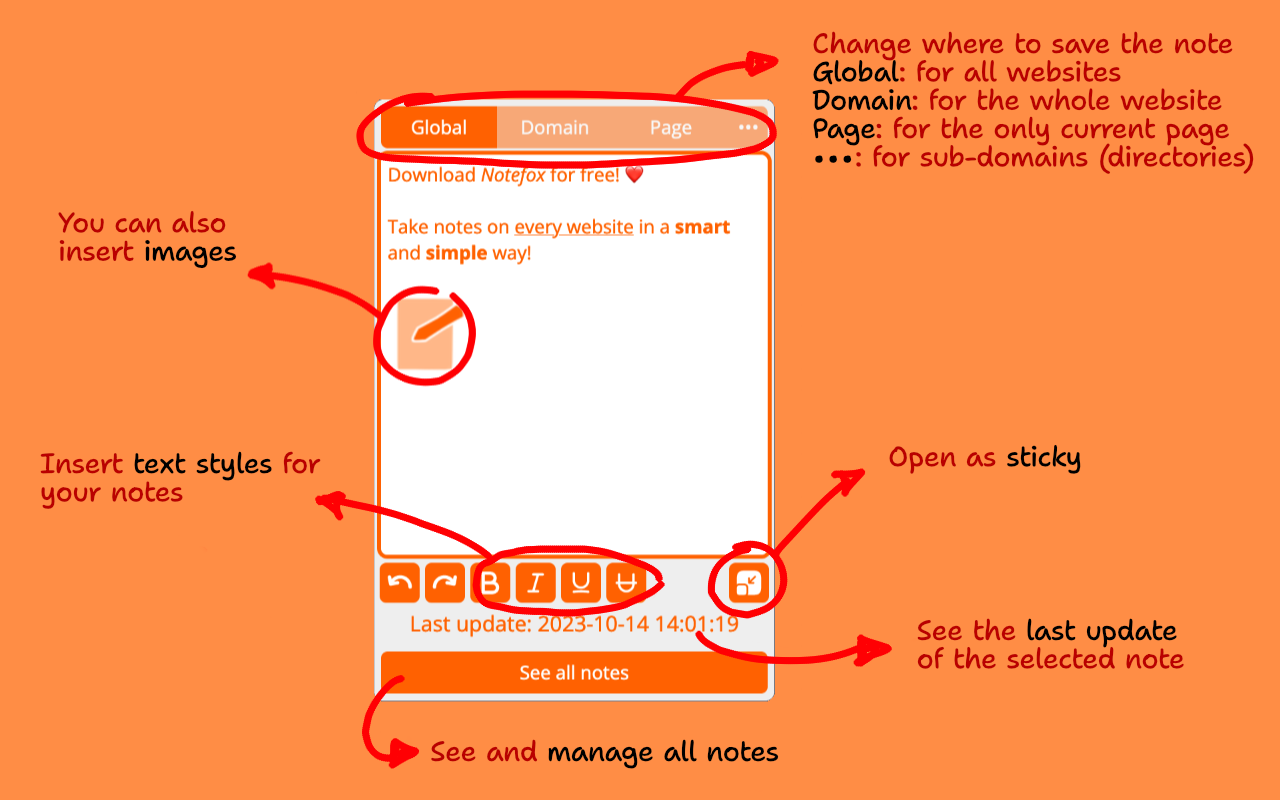 Change where to save the note
Global: for all websites
Domain: for the whole website
Page: for the only current page
•••: for sub-domains (directories)
Global Domain Page •••
Download Notefox for free! ❤️
Take notes on every website in a smart
and simple way!
You can also
insert images
Insert text styles for
your notes
Open as sticky
B I U U
Last update: 2023-10-14 14:01:19
See the last update
of the selected note
See all notes
See and manage all notes